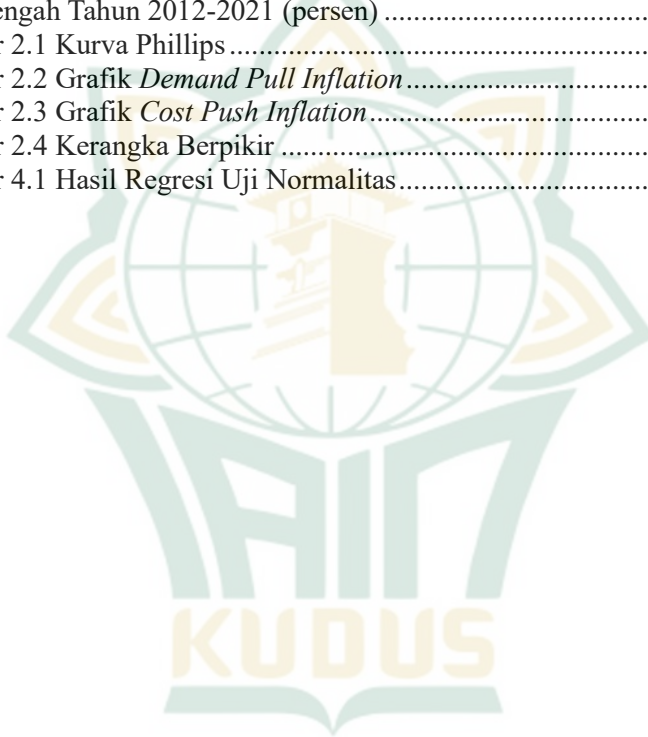 engah Tahun 2012-2021 (persen) ...............................................
r 2.1 Kurva Phillips .......................................................................
r 2.2 Grafik Demand Pull Inflation ..........................................
r 2.3 Grafik Cost Push Inflation ................................................
r 2.4 Kerangka Berpikir ..............................................................
r 4.1 Hasil Regresi Uji Normalitas ..........................................
IAIN
KUDUS